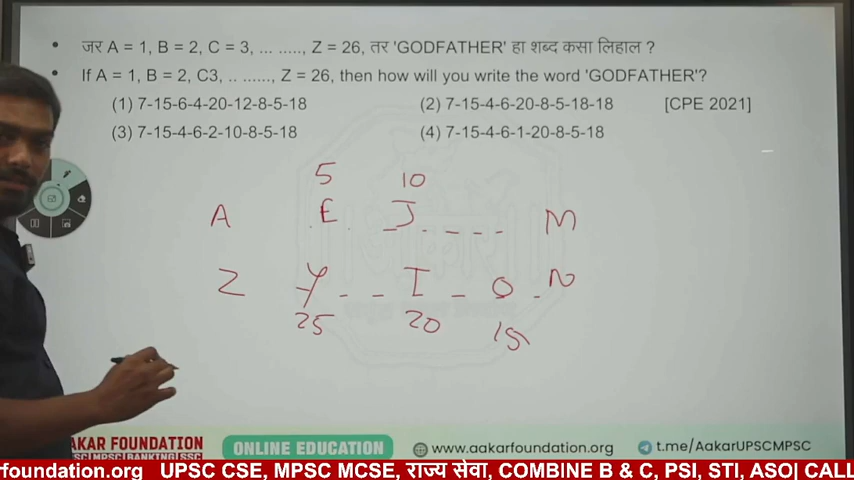 • जर A = 1, B = 2, C = 3, ... ....., Z = 26, तर 'GODFATHER' हा शब्द कसा लिहाल ?
• If A = 1, B = 2, C3, .. ......, Z = 26, then how will you write the word 'GODFATHER'?
(1) 7-15-6-4-20-12-8-5-18 (2) 7-15-4-6-20-8-5-18-18 [CPE 2021]
(3) 7-15-4-6-2-10-8-5-18 (4) 7-15-4-6-1-20-8-5-18
5 10
A E J M
Z Y T O N
25 20 15
AKAR FOUNDATION
ONLINE EDUCATION www.aakarfoundation.org t.me/AakarUPSCMPSC
SC|MPSC|BANKING|SSC
foundation.org UPSC CSE, MPSC MCSE, राज्य सेवा, COMBINE B & C, PSI, STI, ASO| CALL